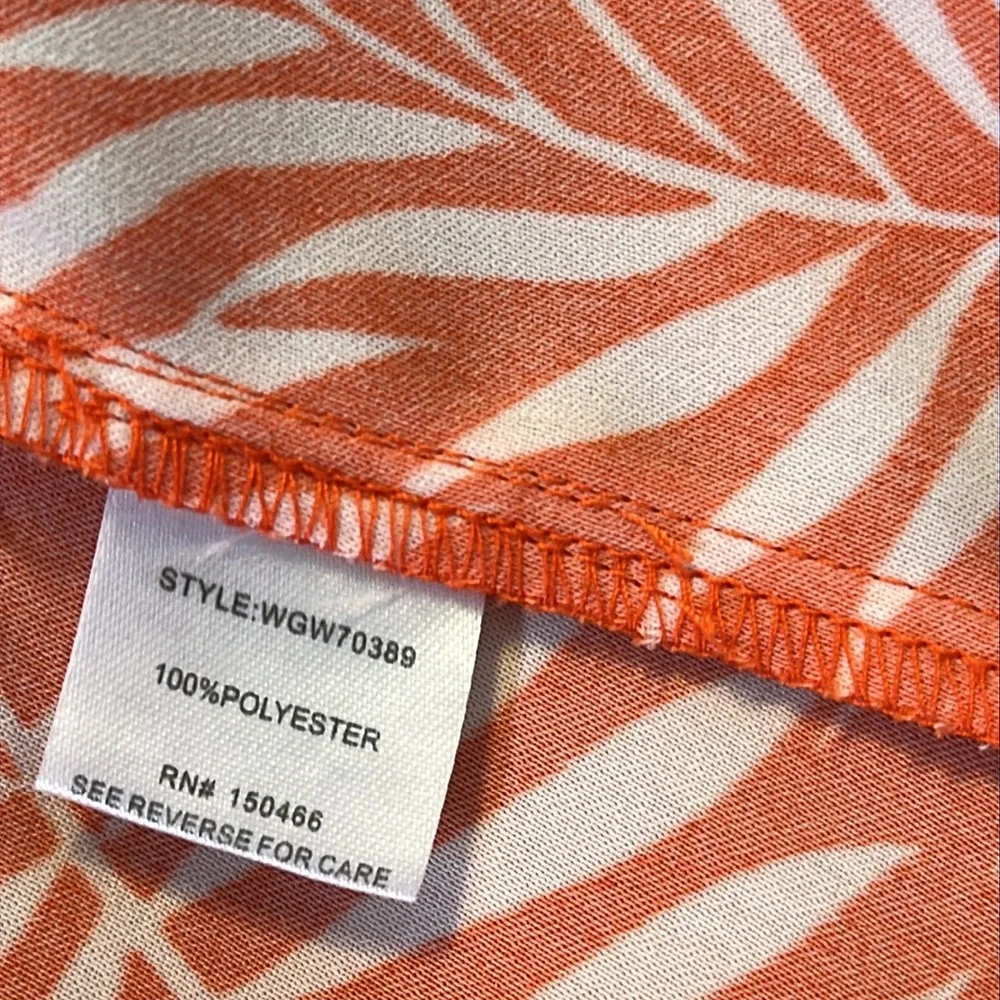 STYLE:WGW70389
100%POLYESTER
RN# 150466
SEE REVERSE FOR CARE